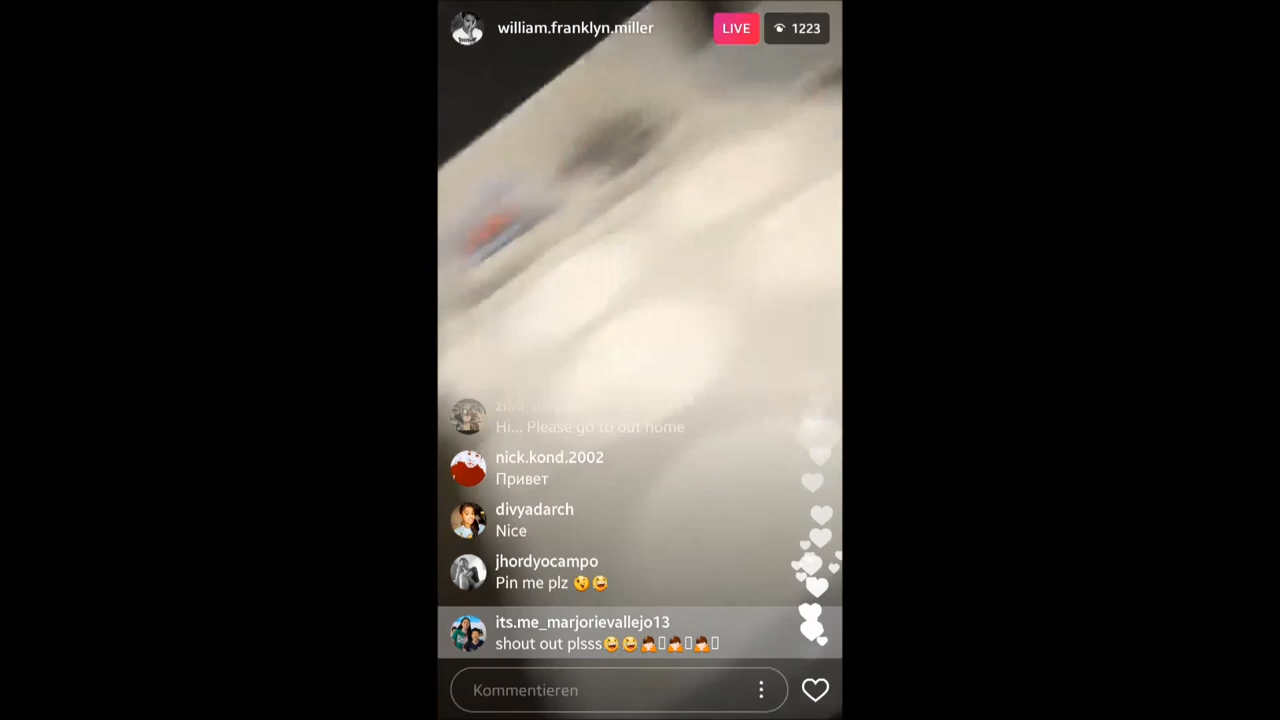 william.franklyn.miller
LIVE
1223
Hi... Please go to out home
nick.kond.2002
Привет
divyadarch
Nice
jhordyocampo
Pin me plz 😉😂
its.me_marjorievallejo13
shout out plsss😂😂🙇🙇🙇
Kommentieren